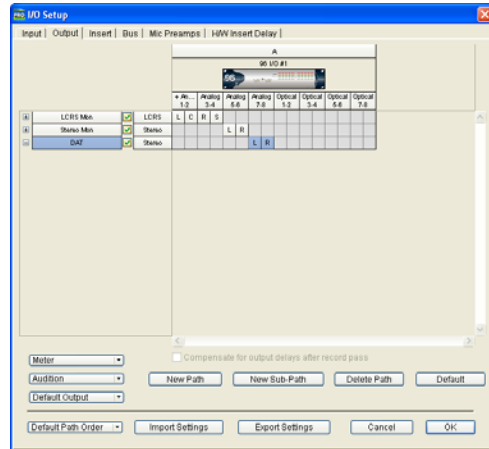 I/O Setup
Input | Output | Insert | Bus | Mic Preamps | H/W Insert Delay |
A
96 I/O #1
96
An... Analog Analog Analog Optical Optical Optical Optical
1-2 3-4 5-6 7-8 1-2 3-4 5-6 7-8
LCRS Mon LCRS L C R S
Stereo Mon Stereo L R
DAT Stereo L R
Compensate for output delays after record pass
Meter
Audition New Path New Sub-Path Delete Path Default
Default Output
Default Path Order Import Settings Export Settings Cancel OK